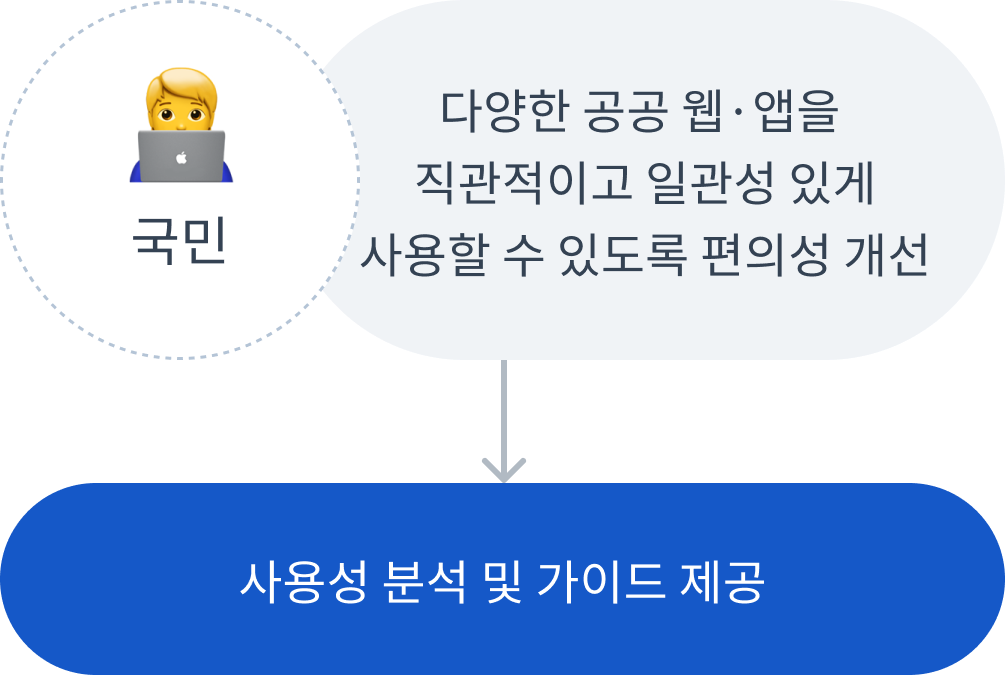 국민
다양한 공공 웹·앱을
직관적이고 일관성 있게
사용할 수 있도록 편의성 개선
사용성 분석 및 가이드 제공